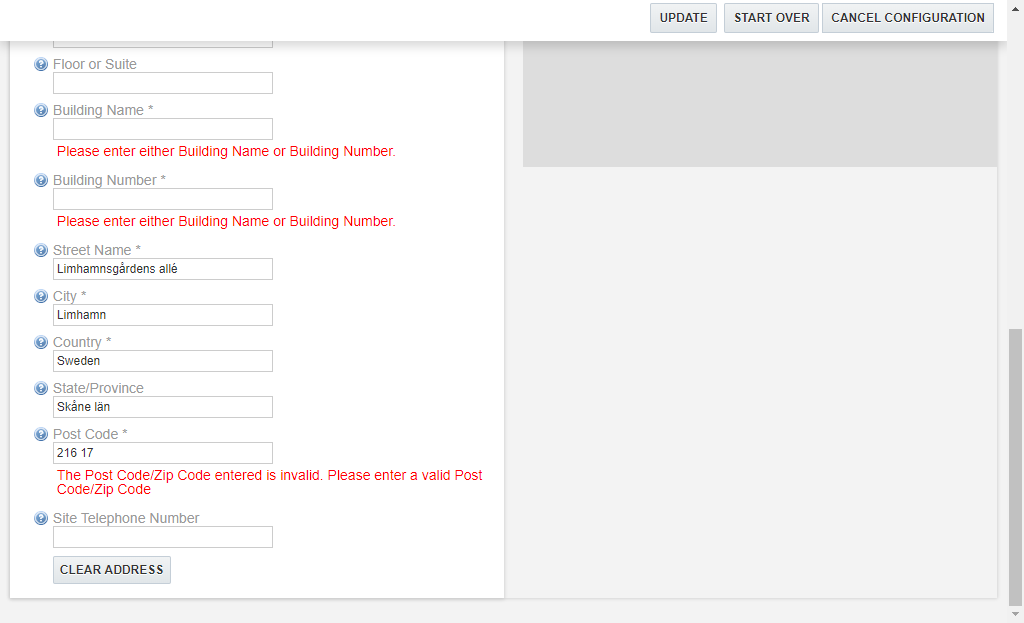 UPDATE START OVER CANCEL CONFIGURATION
Floor or Suite
Building Name *
Please enter either Building Name or Building Number.
Building Number *
Please enter either Building Name or Building Number.
Street Name *
Limhamnsgårdens allé
City *
Limhamn
Country *
Sweden
State/Province
Skåne län
Post Code *
216 17
The Post Code/Zip Code entered is invalid. Please enter a valid Post
Code/Zip Code
Site Telephone Number
CLEAR ADDRESS